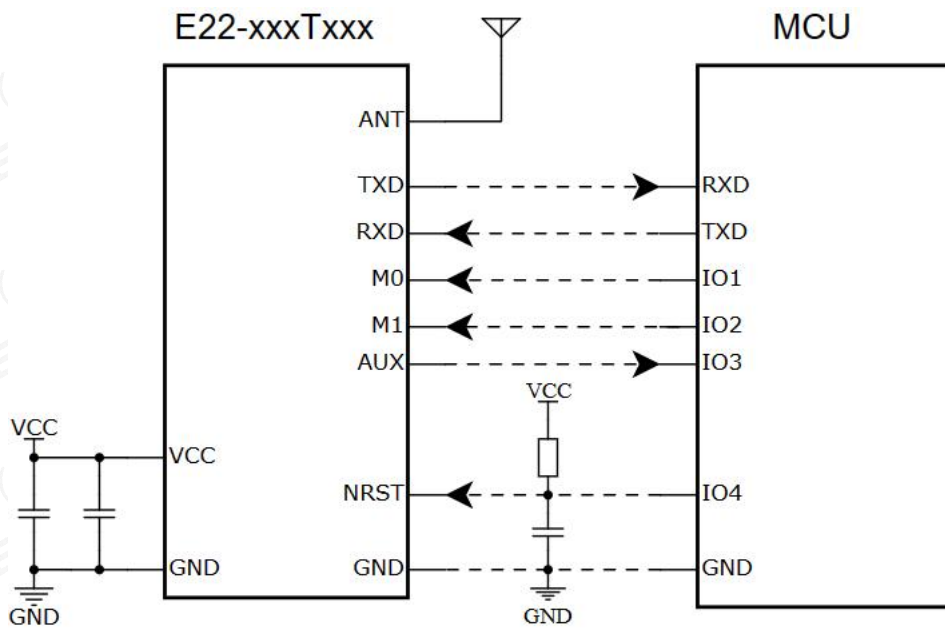 E22-xxxTxxx
MCU
ANT
TXD
RXD
RXD
TXD
M0
IO1
M1
IO2
AUX
IO3
VCC
VCC
VCC
NRST
IO4
GND
GND
GND
GND
GND